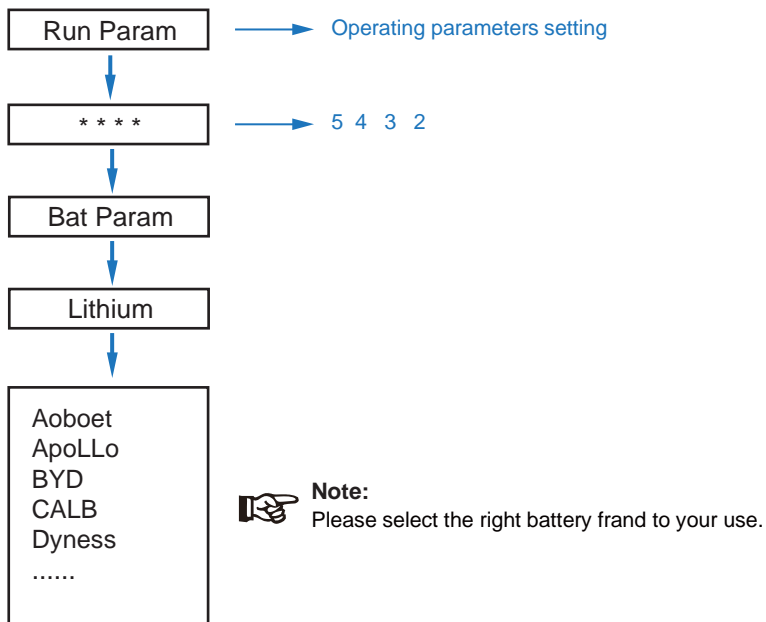 Run Param
Operating parameters setting
* * * *
5 4 3 2
Bat Param
Lithium
Aoboet
ApoLLo
BYD
CALB
Dyness
......
Note:
Please select the right battery frand to your use.